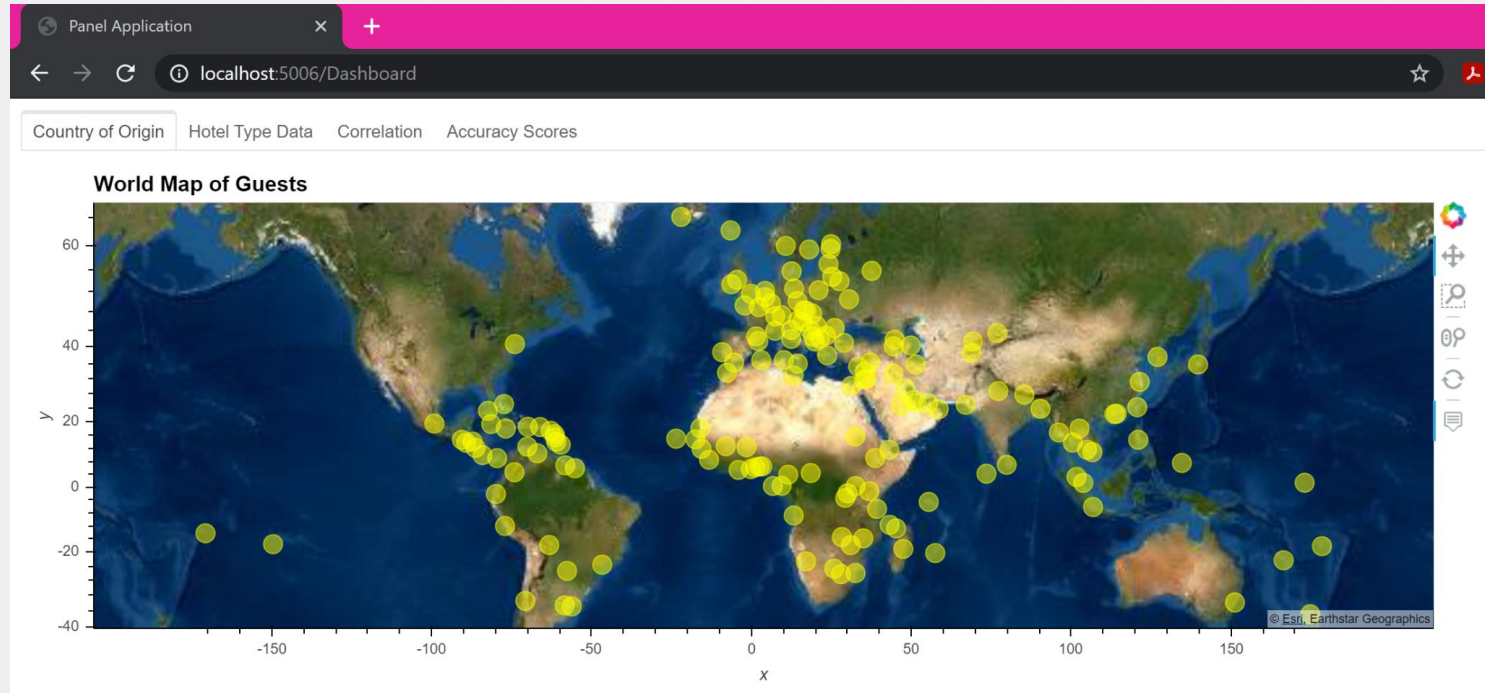 Panel Application
localhost:5006/Dashboard
Country of Origin Hotel Type Data Correlation Accuracy Scores
World Map of Guests
60
40
20
0
-20
-40
y
-150 -100 -50 0 50 100 150
x
© Esri, Earthstar Geographics